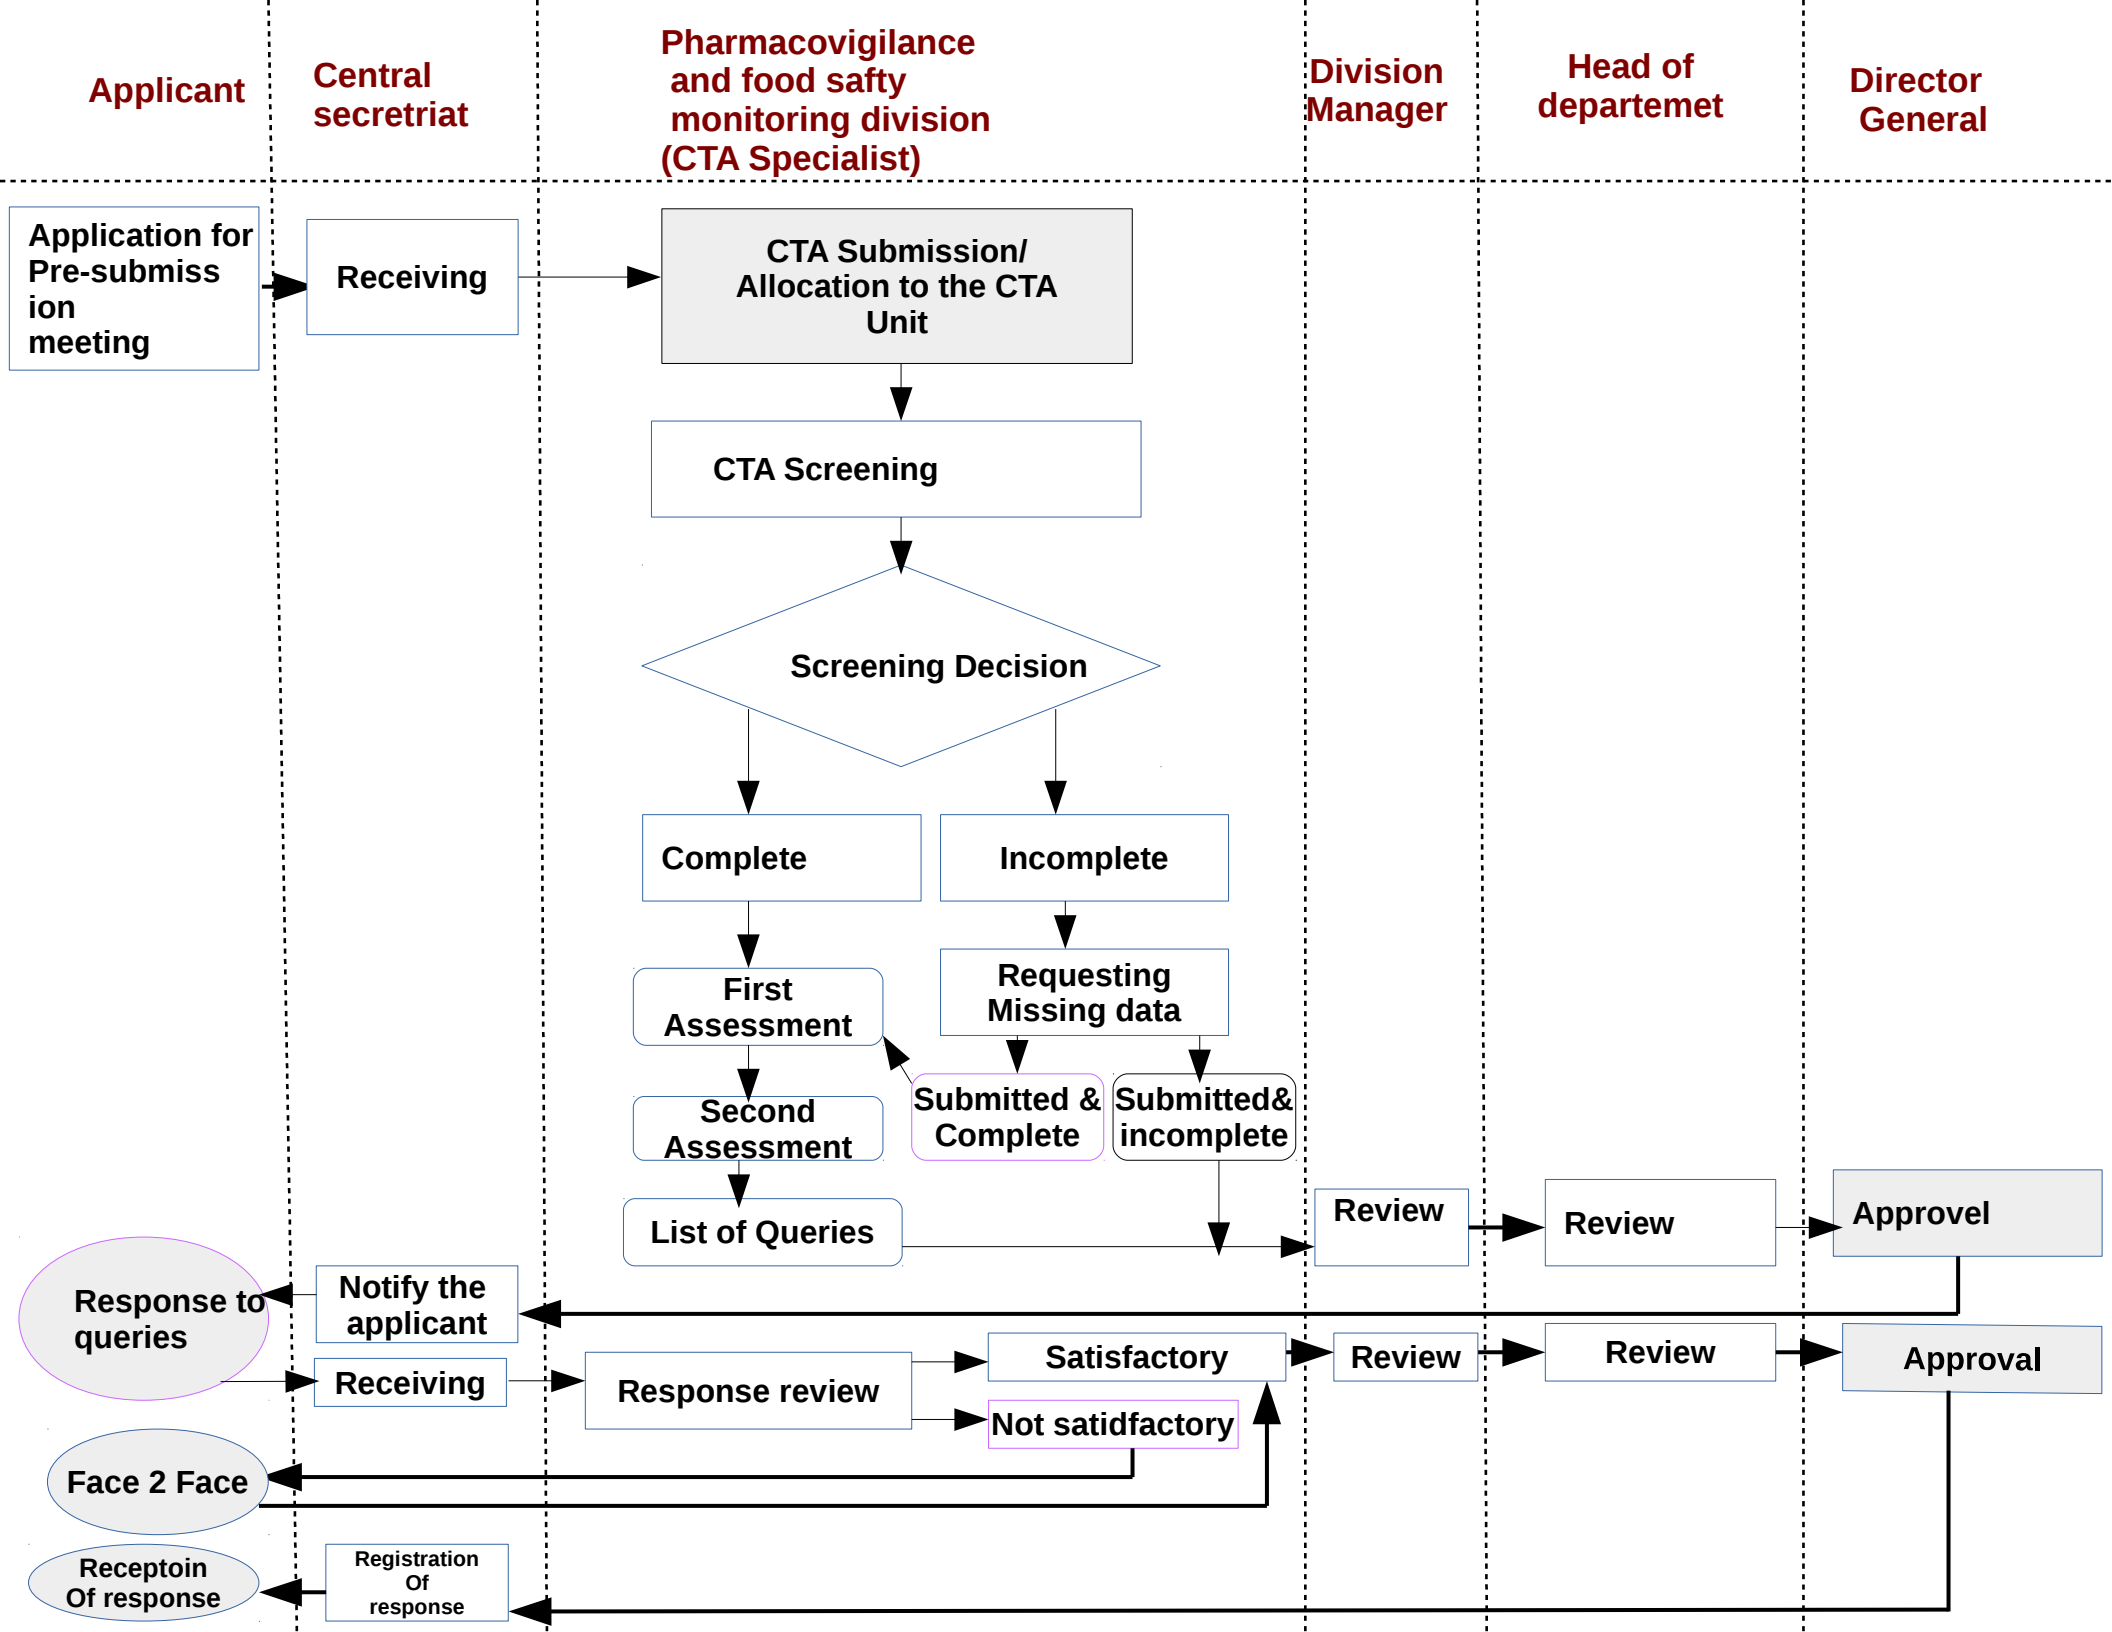 Applicant
Central
secretriat
Pharmacovigilance
and food safty
monitoring division
(CTA Specialist)
Division
Manager
Head of
departemet
Director
General
Application for
Pre-submiss
ion
meeting
Receiving
CTA Submission/
Allocation to the CTA
Unit
CTA Screening
Screening Decision
Complete
Incomplete
First
Assessment
Requesting
Missing data
Second
Assessment
Submitted &
Complete
Submitted&
incomplete
List of Queries
Review
Review
Approvel
Response to
queries
Notify the
applicant
Receiving
Response review
Satisfactory
Review
Review
Approval
Not satidfactory
Face 2 Face
Receptoin
Of response
Registration
Of
response